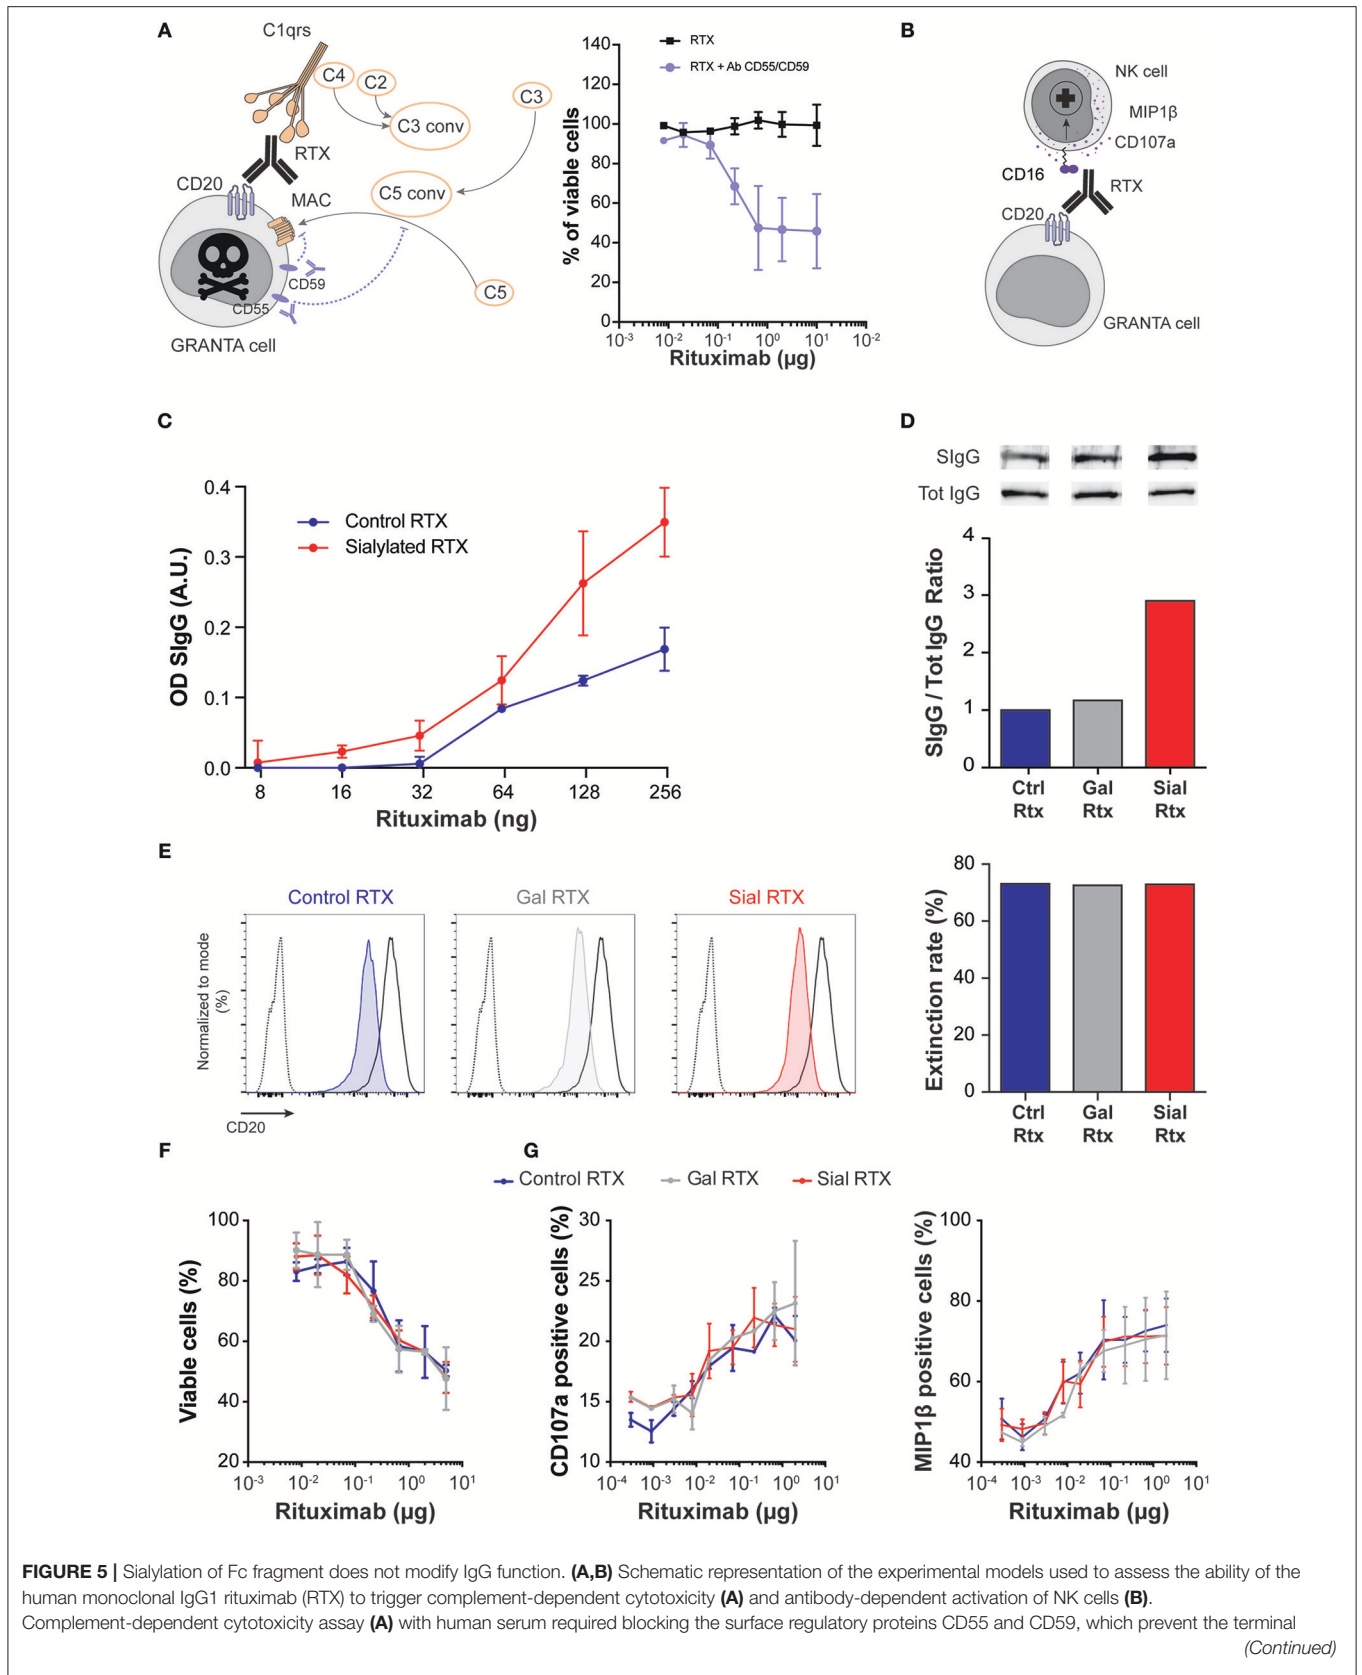 A
C1qrs
C4
C2
C3 conv
C3
RTX
CD20
MAC
C5 conv
CD59
CD55
C5
GRANTA cell
RTX
RTX + Ab CD55/CD59
% of viable cells
140
120
100
80
60
40
20
0
10-3 10-2 10-1 100 101 10-2
Rituximab (µg)
B
NK cell
MIP1β
CD107a
CD16
RTX
CD20
GRANTA cell
C
Control RTX
Sialylated RTX
OD SIgG (A.U.)
0.4
0.3
0.2
0.1
0.0
8 16 32 64 128 256
Rituximab (ng)
D
SIgG
Tot IgG
SIgG / Tot IgG Ratio
4
3
2
1
0
Ctrl Rtx
Gal Rtx
Sial Rtx
E
Control RTX
Gal RTX
Sial RTX
Normalized to mode
(%)
CD20
Extinction rate (%)
80
60
40
20
0
Ctrl Rtx
Gal Rtx
Sial Rtx
F
Viable cells (%)
100
80
60
40
20
10-3 10-2 10-1 100 101
Rituximab (µg)
G
Control RTX
Gal RTX
Sial RTX
CD107a positive cells (%)
30
25
20
15
10
10-4 10-3 10-2 10-1 100 101
Rituximab (µg)
MIP1β positive cells (%)
100
80
60
40
10-4 10-3 10-2 10-1 100 101
Rituximab (µg)
FIGURE 5 | Sialylation of Fc fragment does not modify IgG function. (A,B) Schematic representation of the experimental models used to assess the ability of the
human monoclonal IgG1 rituximab (RTX) to trigger complement-dependent cytotoxicity (A) and antibody-dependent activation of NK cells (B).
Complement-dependent cytotoxicity assay (A) with human serum required blocking the surface regulatory proteins CD55 and CD59, which prevent the terminal
(Continued)